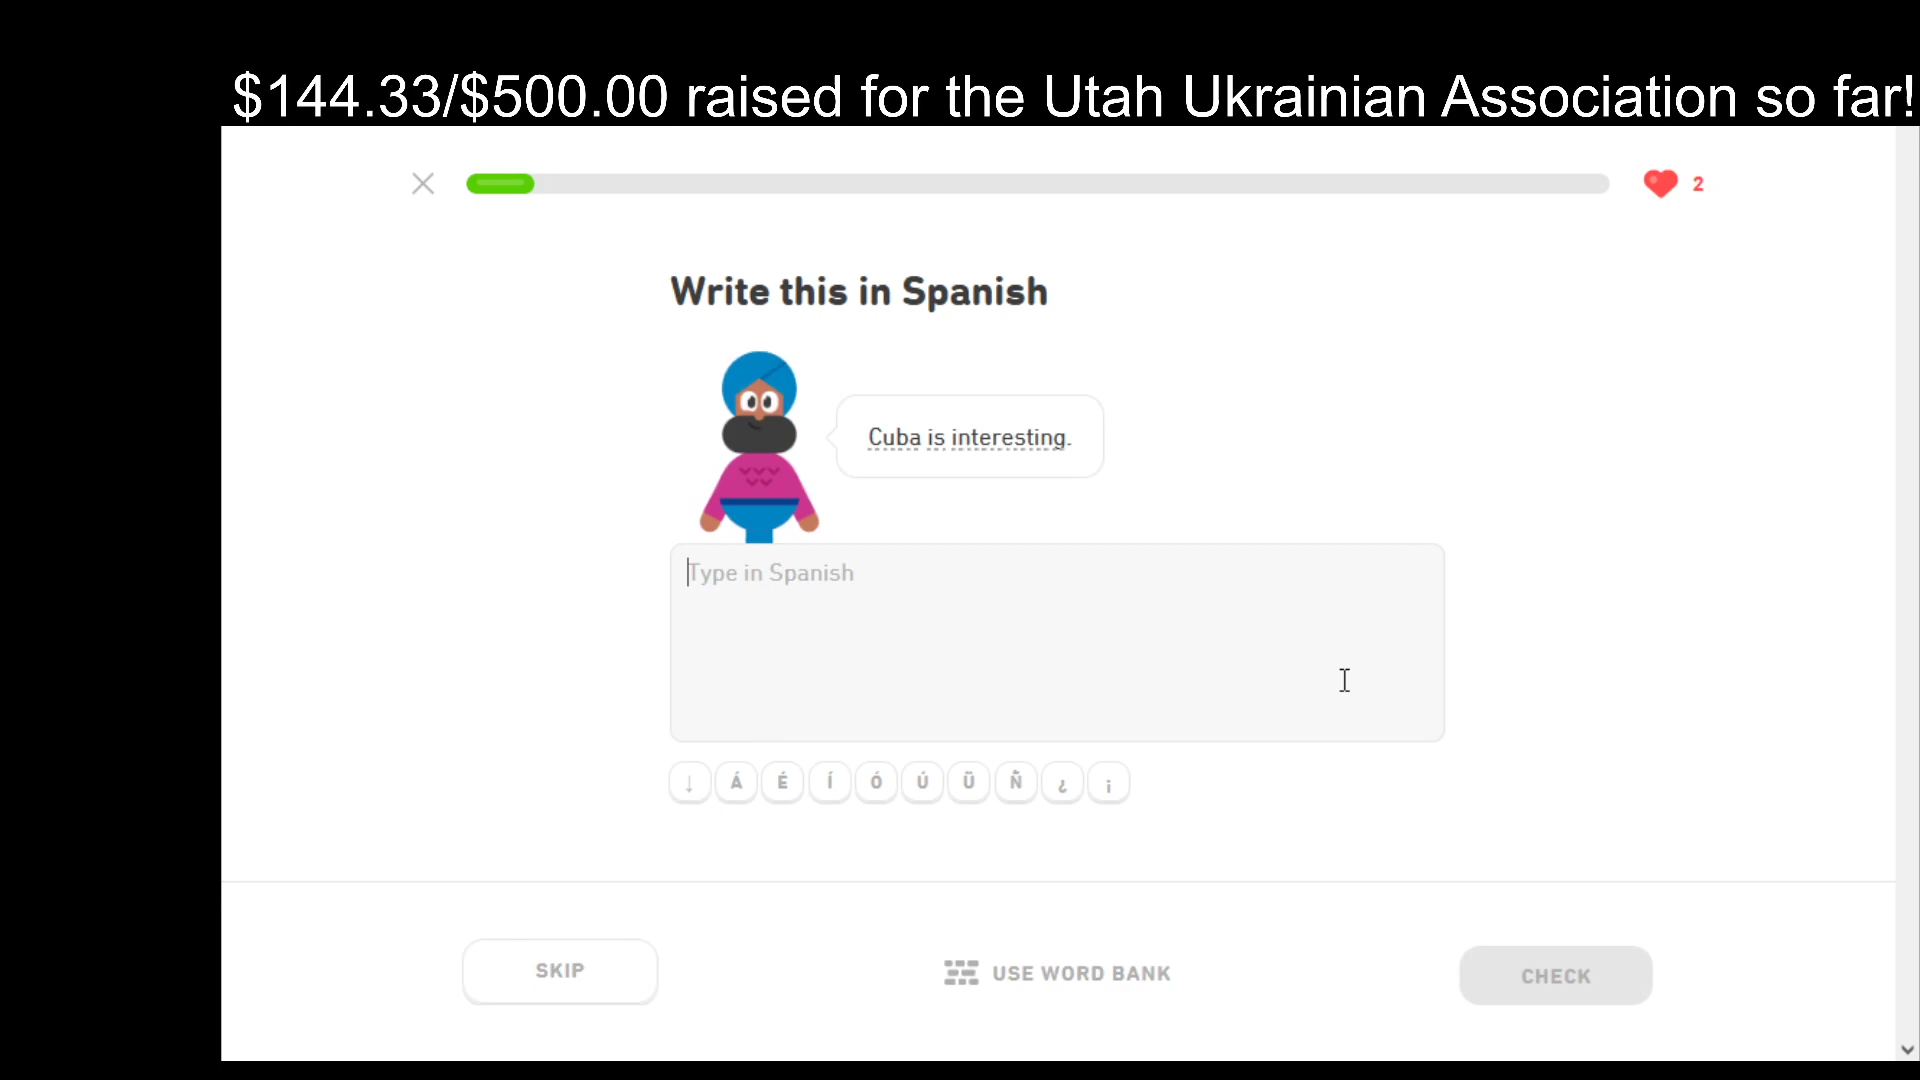 $144.33/$500.00 raised for the Utah Ukrainian Association so far!
2
Write this in Spanish
Cuba is interesting.
Type in Spanish
↓ Á É Í Ó Ú Ü Ñ ¿ ¡
SKIP
USE WORD BANK
CHECK